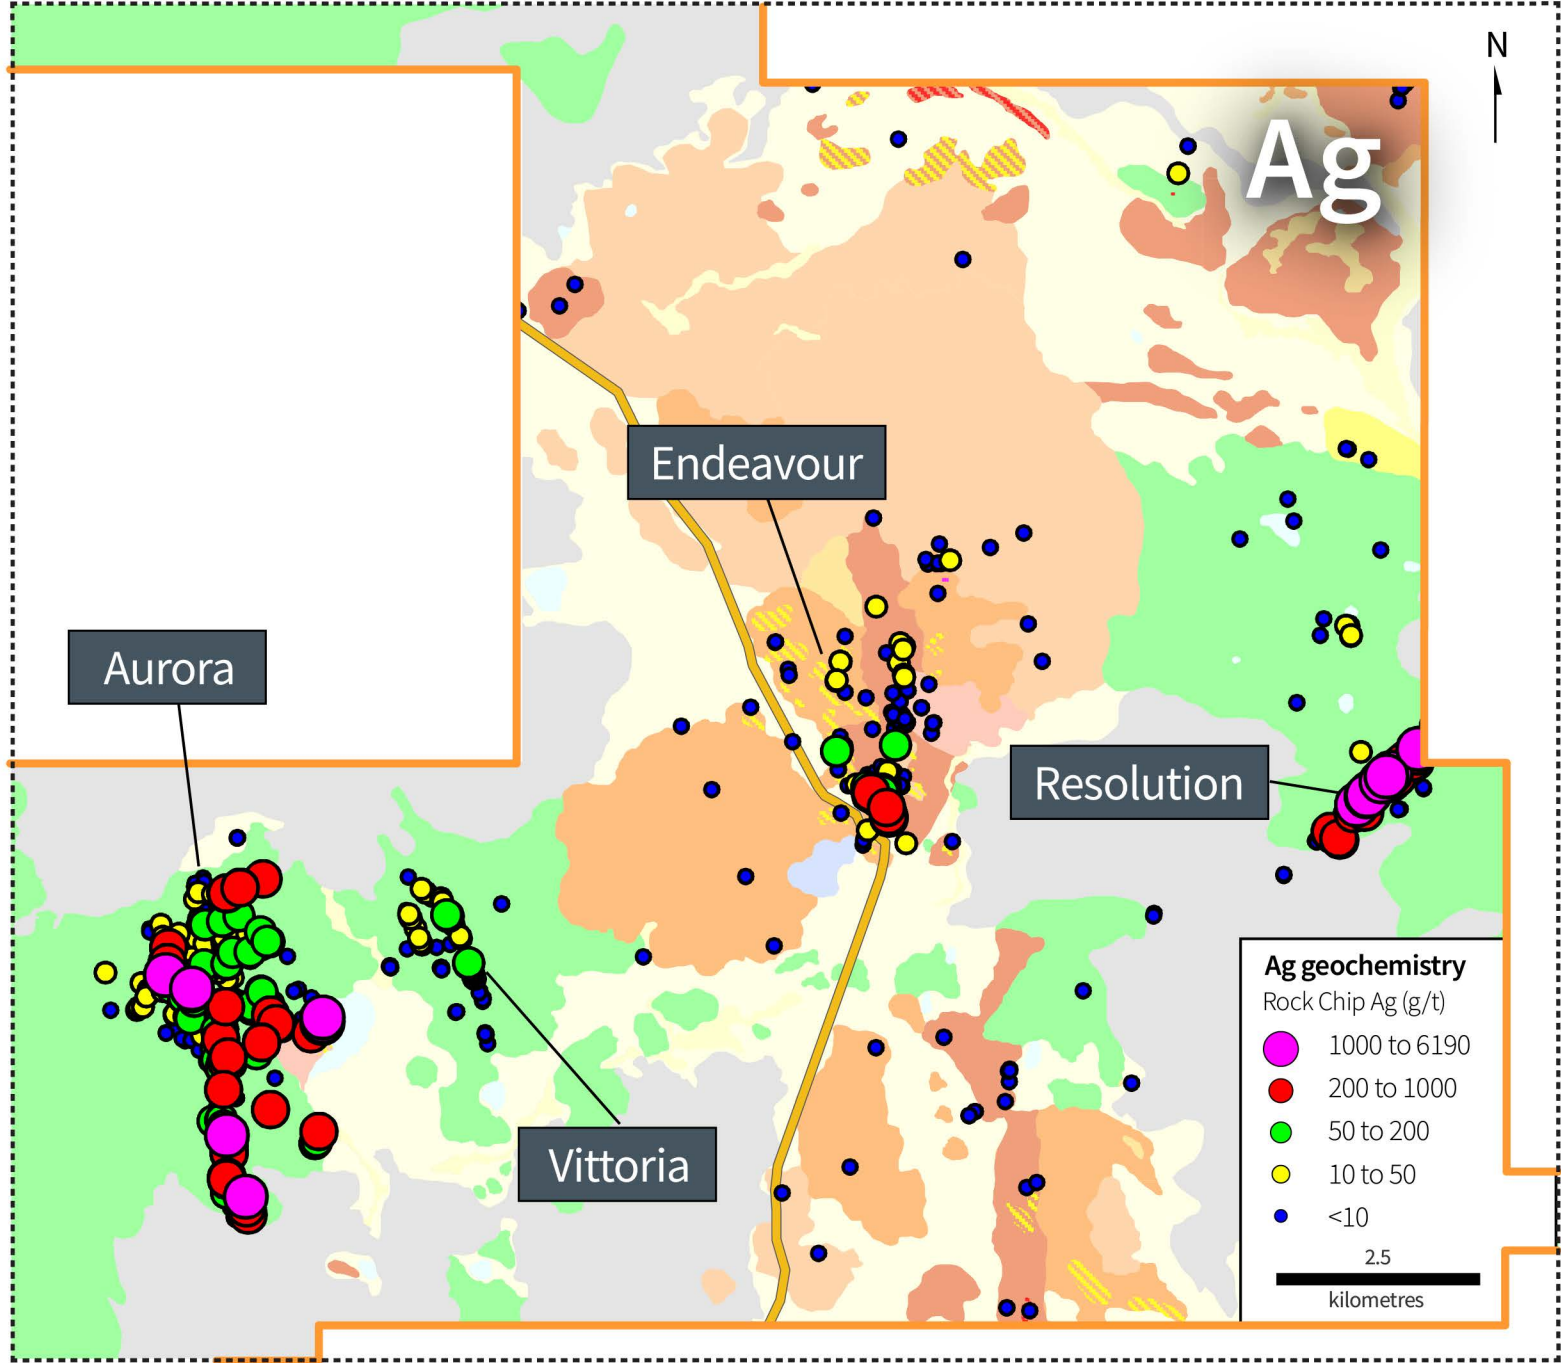 N
Ag
Endeavour
Aurora
Resolution
Vittoria
Ag geochemistry
Rock Chip Ag (g/t)
1000 to 6190
200 to 1000
50 to 200
10 to 50
<10
2.5
kilometres